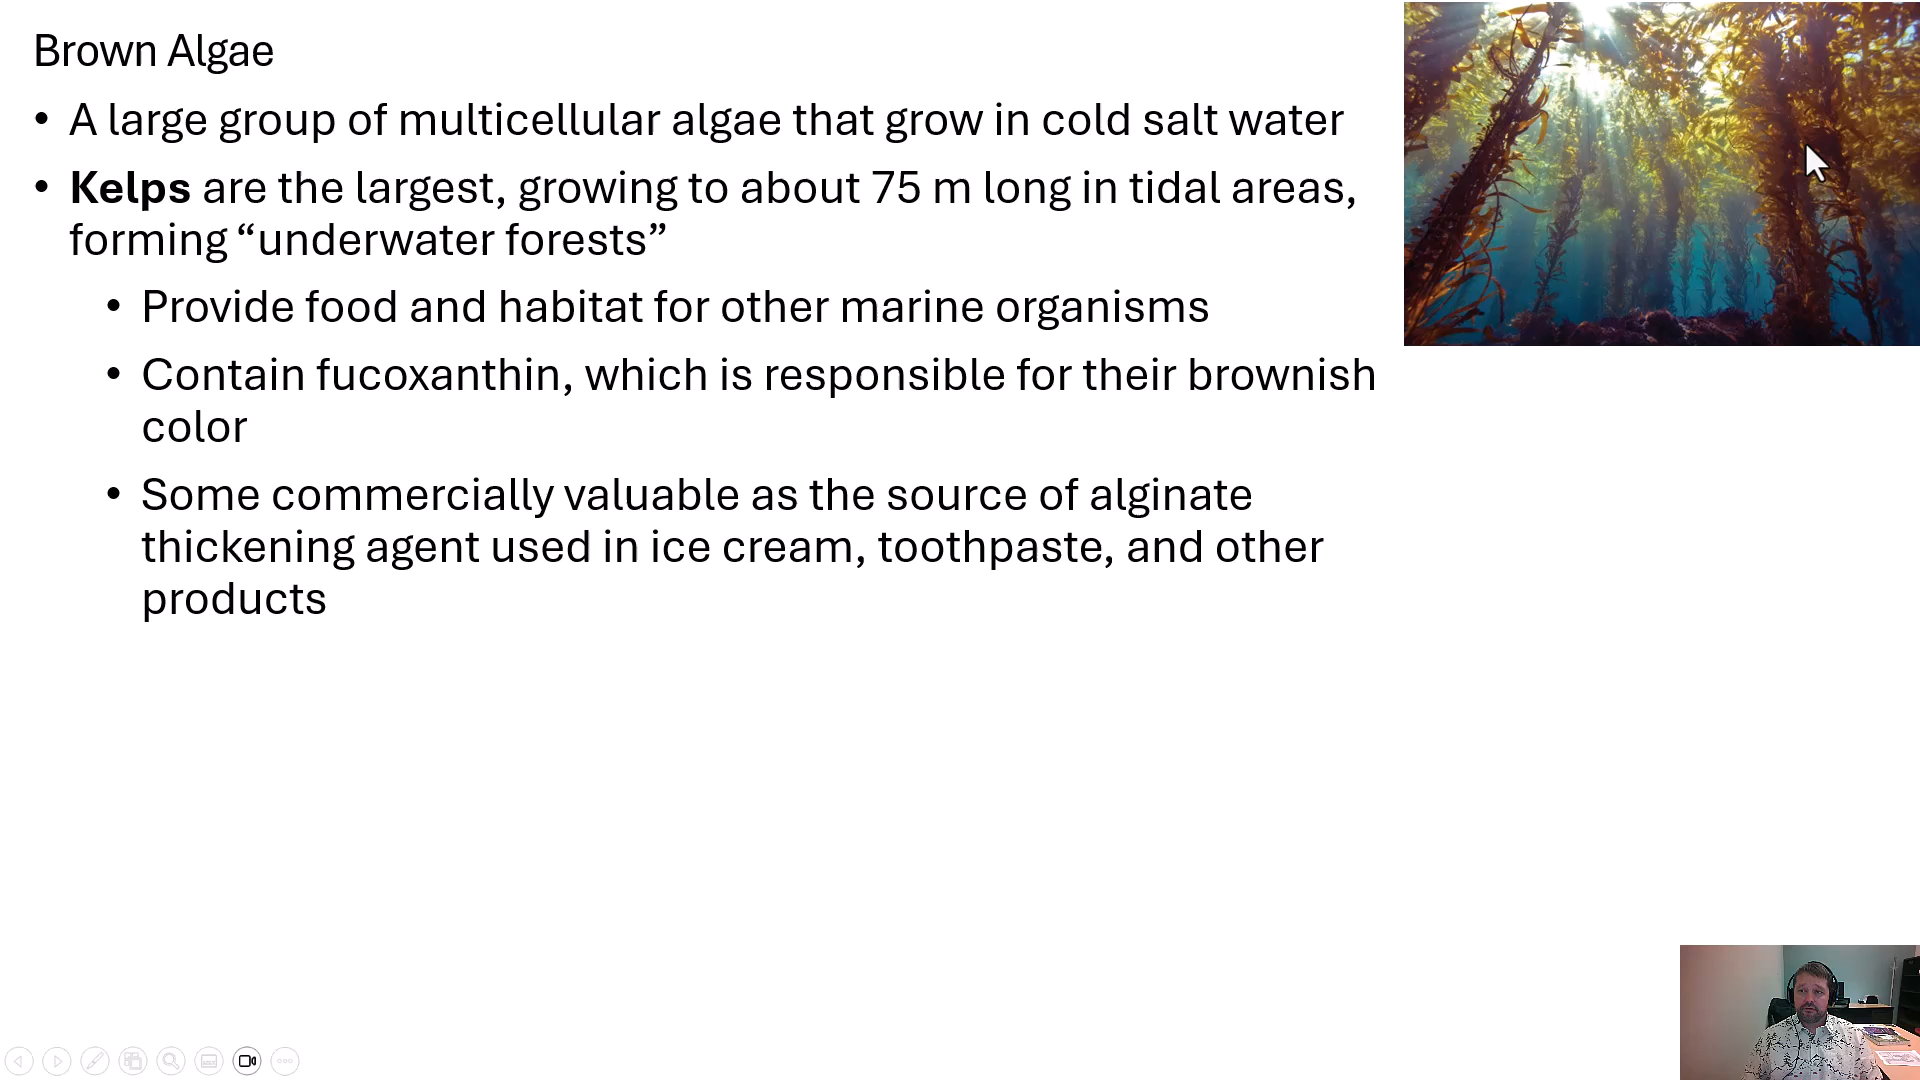 Brown Algae
• A large group of multicellular algae that grow in cold salt water
• Kelps are the largest, growing to about 75 m long in tidal areas,
forming “underwater forests”
• Provide food and habitat for other marine organisms
• Contain fucoxanthin, which is responsible for their brownish
color
• Some commercially valuable as the source of alginate
thickening agent used in ice cream, toothpaste, and other
products